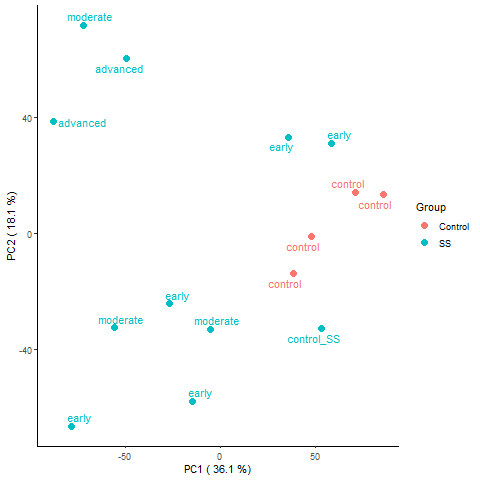 moderate
advanced
advanced
early
early
control
control
control
control
early
moderate
moderate
control_SS
early
early
40
0
-40
-50
0
50
PC1 ( 36.1 %)
PC2 ( 18.1 %)
Group
Control
SS